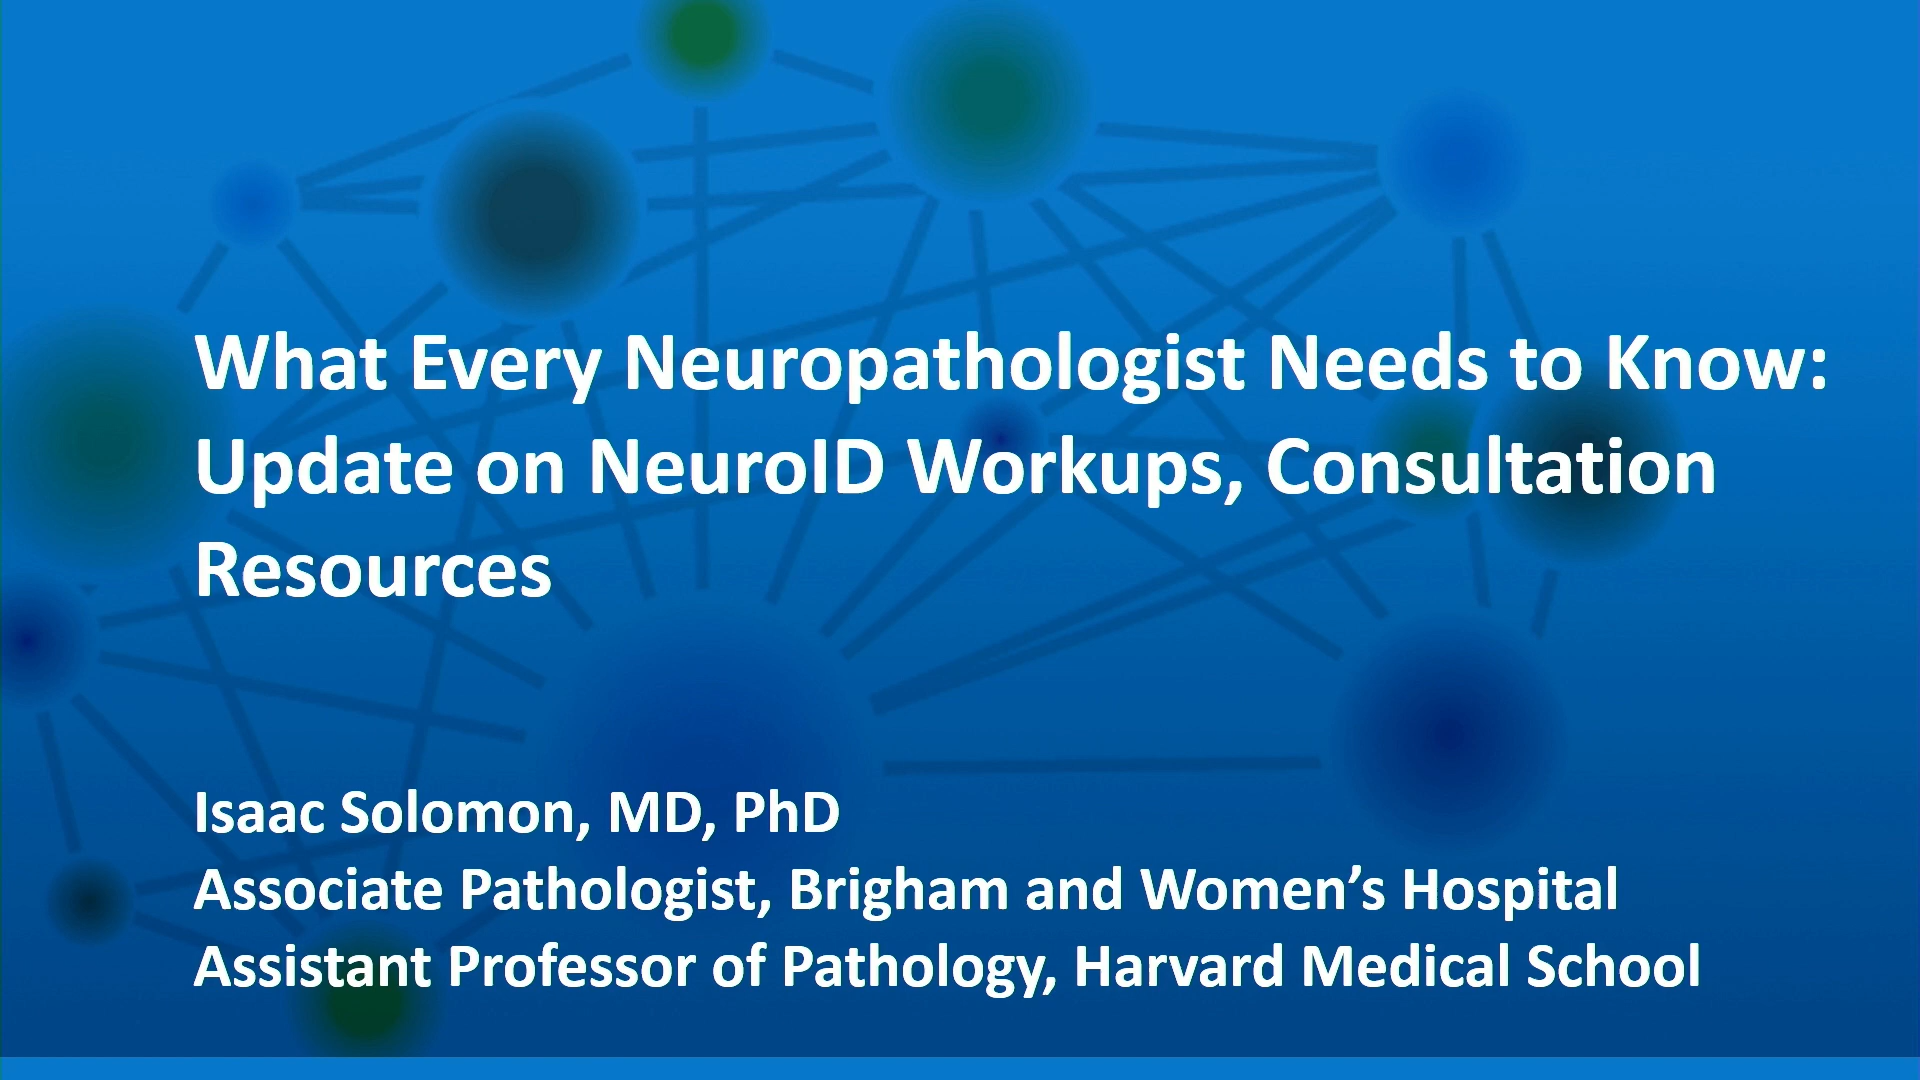 What Every Neuropathologist Needs to Know:
Update on NeuroID Workups, Consultation
Resources
Isaac Solomon, MD, PhD
Associate Pathologist, Brigham and Women’s Hospital
Assistant Professor of Pathology, Harvard Medical School